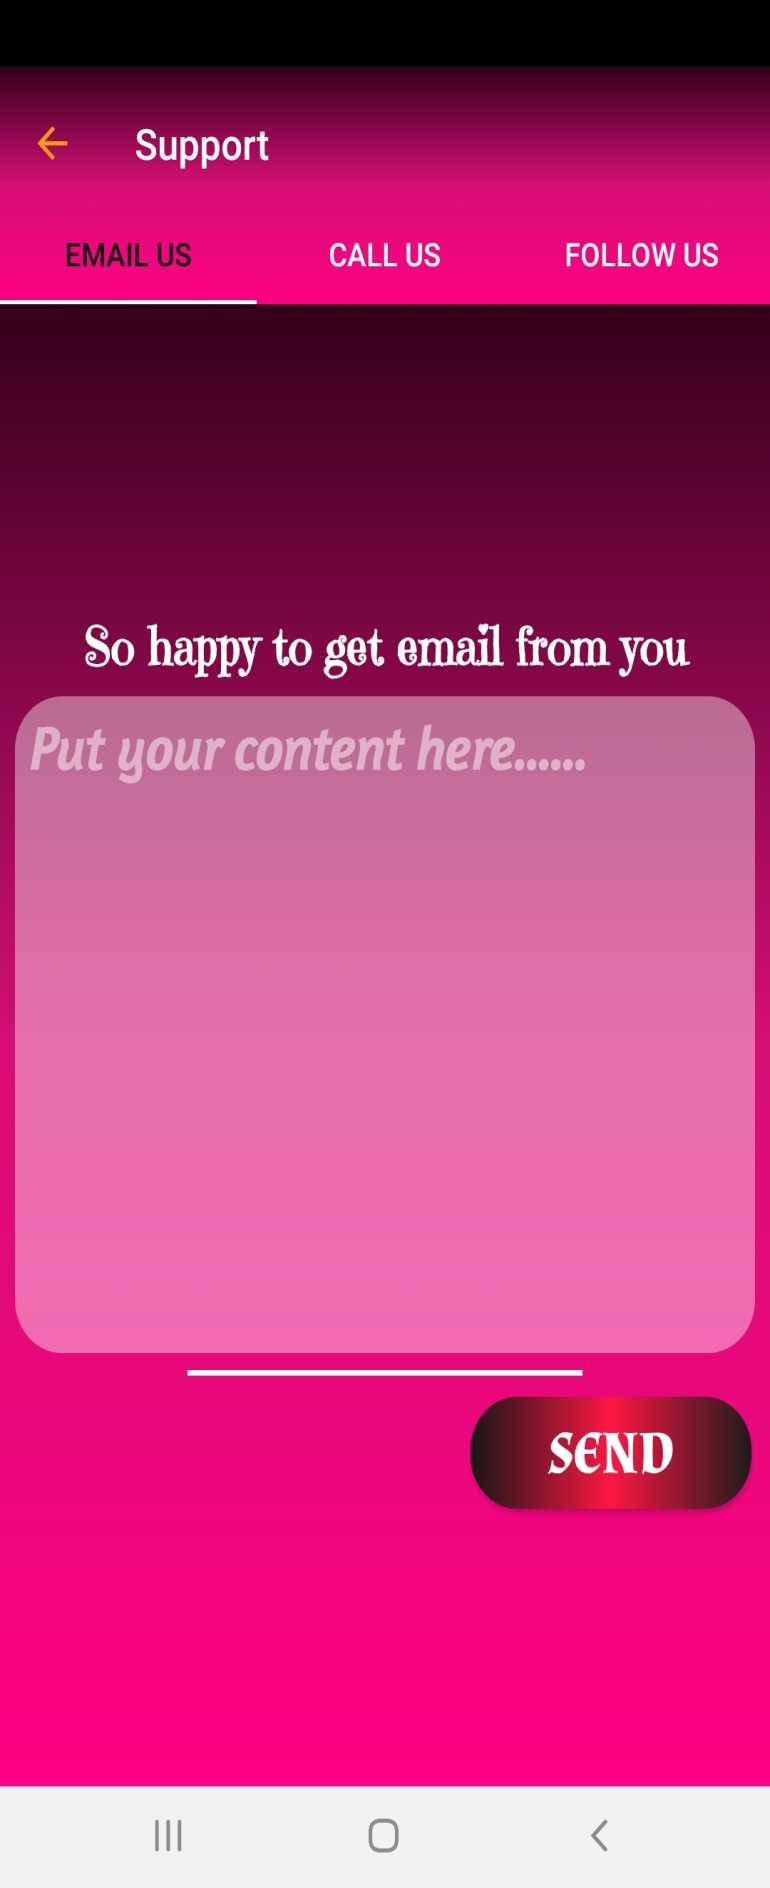 Support
EMAIL US
CALL US
FOLLOW US
So happy to get email from you
Put your content here......
SEND